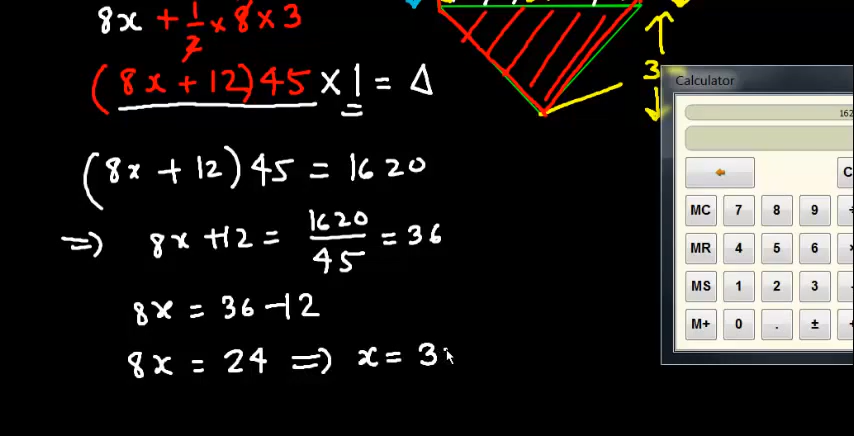 8x + 1/2 × 8 × 3
(8x + 12) 45 × 1 = Δ
3
(8x + 12) 45 = 1620
⇒ 8x + 12 = 1620/45 = 36
8x = 36 - 12
8x = 24 ⇒ x = 3
Calculator
162
C
MC 7 8 9
MR 4 5 6
MS 1 2 3
M+ 0 . ±